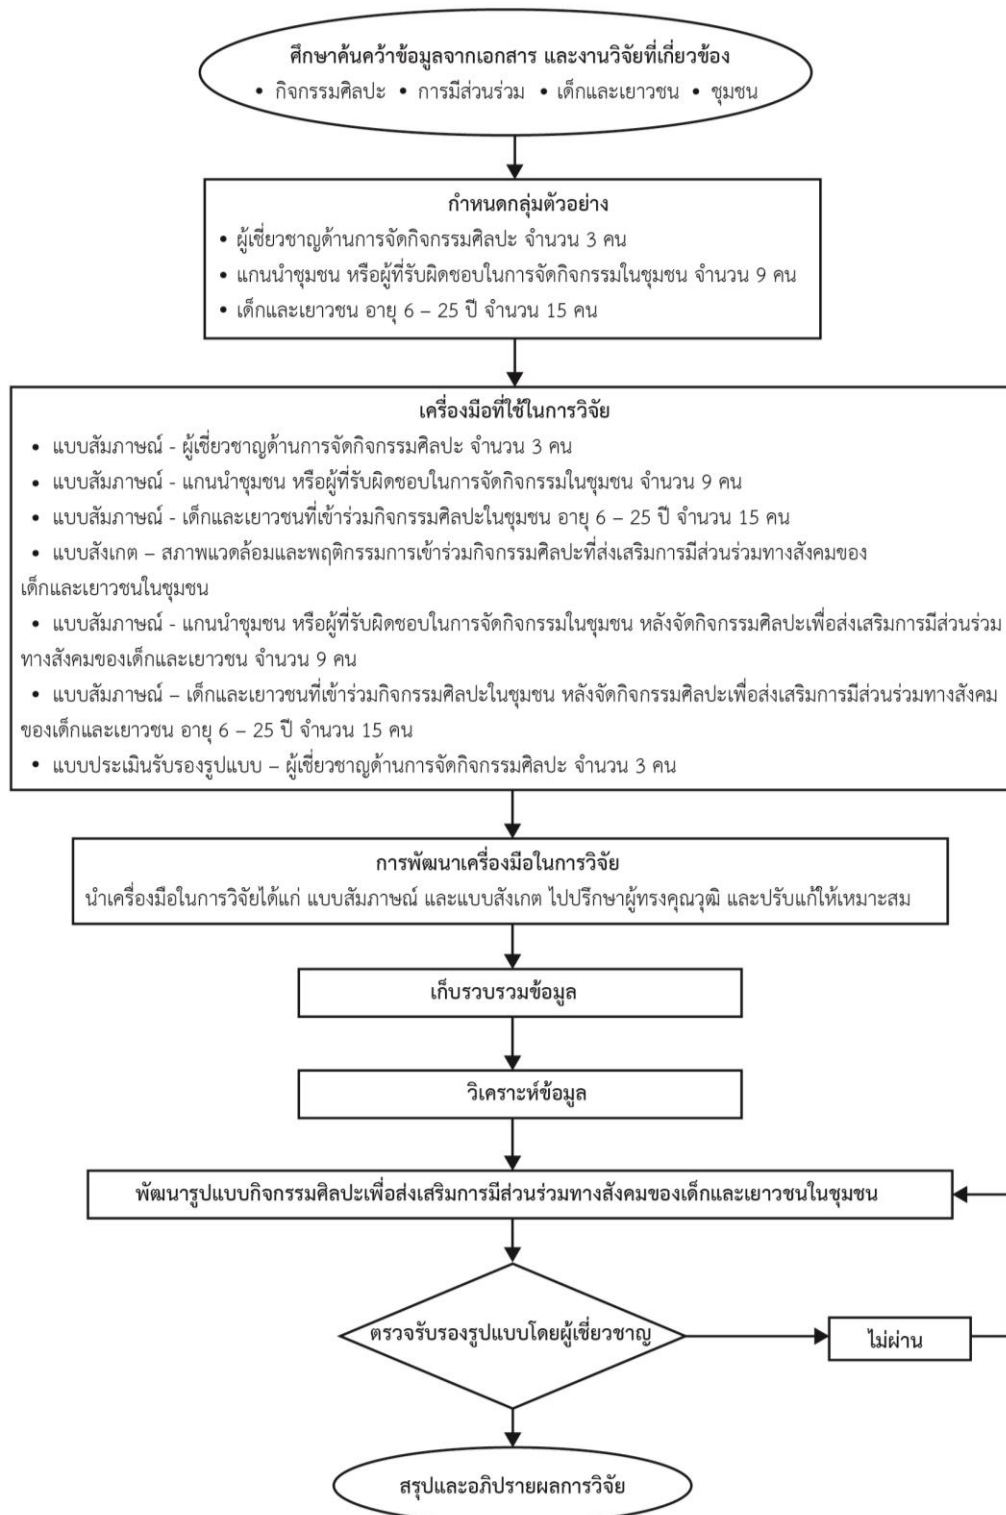 ศึกษาค้นคว้าข้อมูลจากเอกสาร และงานวิจัยที่เกี่ยวข้อง
• กิจกรรมศิลปะ • การมีส่วนร่วม • เด็กและเยาวชน • ชุมชน
กำหนดกลุ่มตัวอย่าง
• ผู้เชี่ยวชาญด้านการจัดกิจกรรมศิลปะ จำนวน 3 คน
• แกนนำชุมชน หรือผู้ที่รับผิดชอบในการจัดกิจกรรมในชุมชน จำนวน 9 คน
• เด็กและเยาวชน อายุ 6 – 25 ปี จำนวน 15 คน
เครื่องมือที่ใช้ในการวิจัย
• แบบสัมภาษณ์ - ผู้เชี่ยวชาญด้านการจัดกิจกรรมศิลปะ จำนวน 3 คน
• แบบสัมภาษณ์ - แกนนำชุมชน หรือผู้ที่รับผิดชอบในการจัดกิจกรรมในชุมชน จำนวน 9 คน
• แบบสัมภาษณ์ - เด็กและเยาวชนที่เข้าร่วมกิจกรรมศิลปะในชุมชน อายุ 6 – 25 ปี จำนวน 15 คน
• แบบสังเกต – สภาพแวดล้อมและพฤติกรรมการเข้าร่วมกิจกรรมศิลปะที่ส่งเสริมการมีส่วนร่วมทางสังคมของ
เด็กและเยาวชนในชุมชน
• แบบสัมภาษณ์ - แกนนำชุมชน หรือผู้ที่รับผิดชอบในการจัดกิจกรรมในชุมชน หลังจัดกิจกรรมศิลปะเพื่อส่งเสริมการมีส่วนร่วม
ทางสังคมของเด็กและเยาวชน จำนวน 9 คน
• แบบสัมภาษณ์ – เด็กและเยาวชนที่เข้าร่วมกิจกรรมศิลปะในชุมชน หลังจัดกิจกรรมศิลปะเพื่อส่งเสริมการมีส่วนร่วมทางสังคม
ของเด็กและเยาวชน อายุ 6 – 25 ปี จำนวน 15 คน
• แบบประเมินรับรองรูปแบบ – ผู้เชี่ยวชาญด้านการจัดกิจกรรมศิลปะ จำนวน 3 คน
การพัฒนาเครื่องมือในการวิจัย
นำเครื่องมือในการวิจัยได้แก่ แบบสัมภาษณ์ และแบบสังเกต ไปปรึกษาผู้ทรงคุณวุฒิ และปรับแก้ให้เหมาะสม
เก็บรวบรวมข้อมูล
วิเคราะห์ข้อมูล
พัฒนารูปแบบกิจกรรมศิลปะเพื่อส่งเสริมการมีส่วนร่วมทางสังคมของเด็กและเยาวชนในชุมชน
ตรวจรับรองรูปแบบโดยผู้เชี่ยวชาญ
ไม่ผ่าน
สรุปและอภิปรายผลการวิจัย